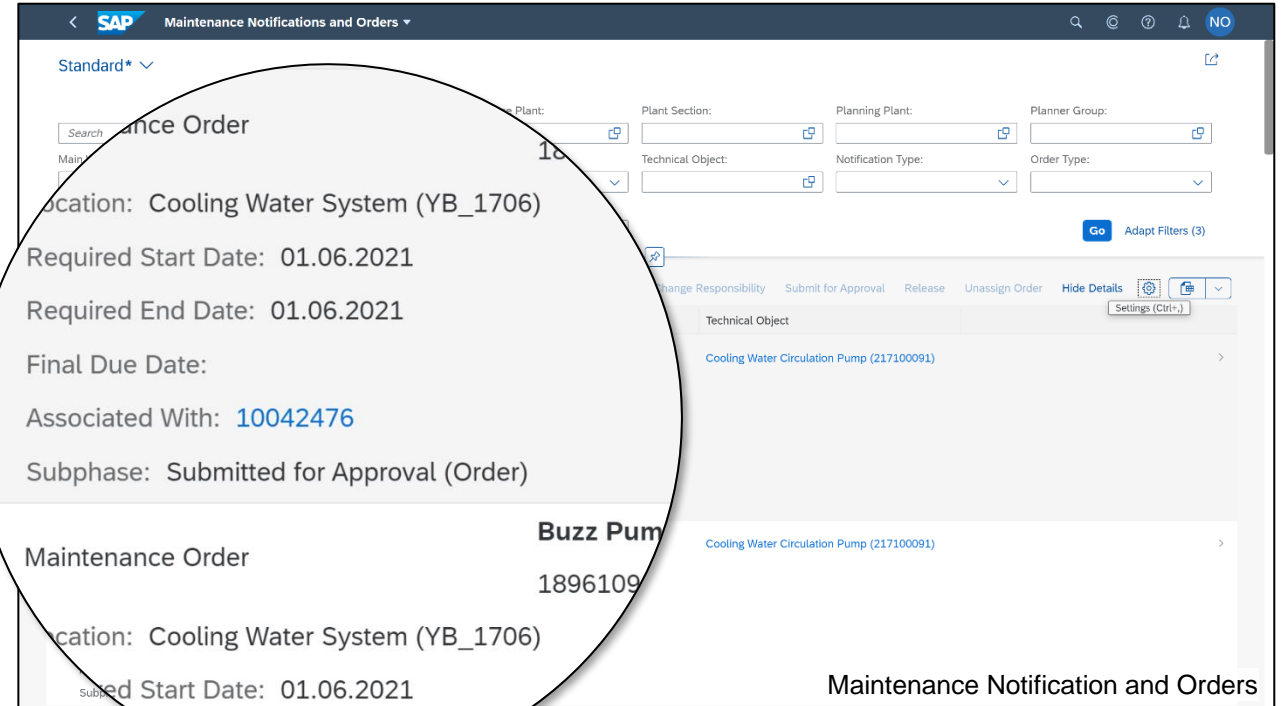 SAP Maintenance Notifications and Orders
NO
Standard*
Plant: Plant Section: Planning Plant: Planner Group:
Search
Main Technical Object: Notification Type: Order Type:
Go Adapt Filters (3)
Responsibility Submit for Approval Release Unassign Order Hide Details
Settings (Ctrl+,)
Technical Object
Cooling Water Circulation Pump (217100091)
Cooling Water Circulation Pump (217100091)
Order
18
Cooling Water System (YB_1706)
Required Start Date: 01.06.2021
Required End Date: 01.06.2021
Final Due Date:
Associated With: 10042476
Subphase: Submitted for Approval (Order)
Buzz Pum
Maintenance Order
1896109
Cooling Water System (YB_1706)
Start Date: 01.06.2021
Maintenance Notification and Orders